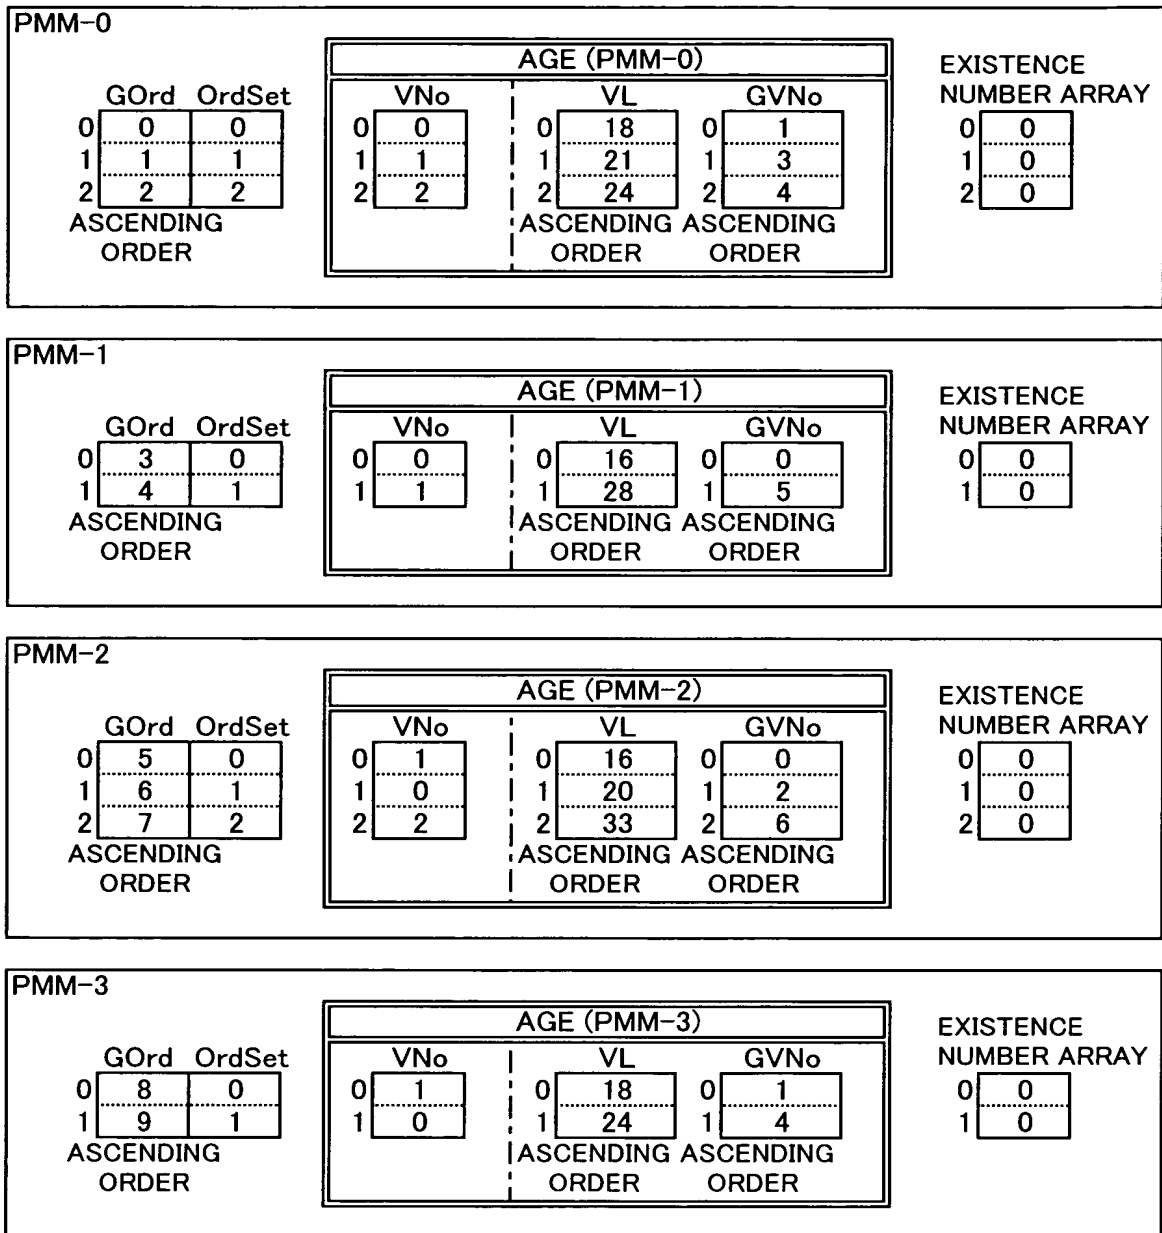 PMM-0
AGE (PMM-0)
EXISTENCE
GOrd OrdSet VNo VL GVNo NUMBER ARRAY
0 0 0 0 0 0 18 0 1 0 0
1 1 1 1 1 1 21 1 3 1 0
2 2 2 2 2 2 24 2 4 2 0
ASCENDING ASCENDING ASCENDING
ORDER ORDER ORDER
PMM-1
AGE (PMM-1)
EXISTENCE
GOrd OrdSet VNo VL GVNo NUMBER ARRAY
0 3 0 0 0 0 16 0 0 0 0
1 4 1 1 1 1 28 1 5 1 0
ASCENDING ASCENDING ASCENDING
ORDER ORDER ORDER
PMM-2
AGE (PMM-2)
EXISTENCE
GOrd OrdSet VNo VL GVNo NUMBER ARRAY
0 5 0 0 1 0 16 0 0 0 0
1 6 1 1 0 1 20 1 2 1 0
2 7 2 2 2 2 33 2 6 2 0
ASCENDING ASCENDING ASCENDING
ORDER ORDER ORDER
PMM-3
AGE (PMM-3)
EXISTENCE
GOrd OrdSet VNo VL GVNo NUMBER ARRAY
0 8 0 0 1 0 18 0 1 0 0
1 9 1 1 0 1 24 1 4 1 0
ASCENDING ASCENDING ASCENDING
ORDER ORDER ORDER